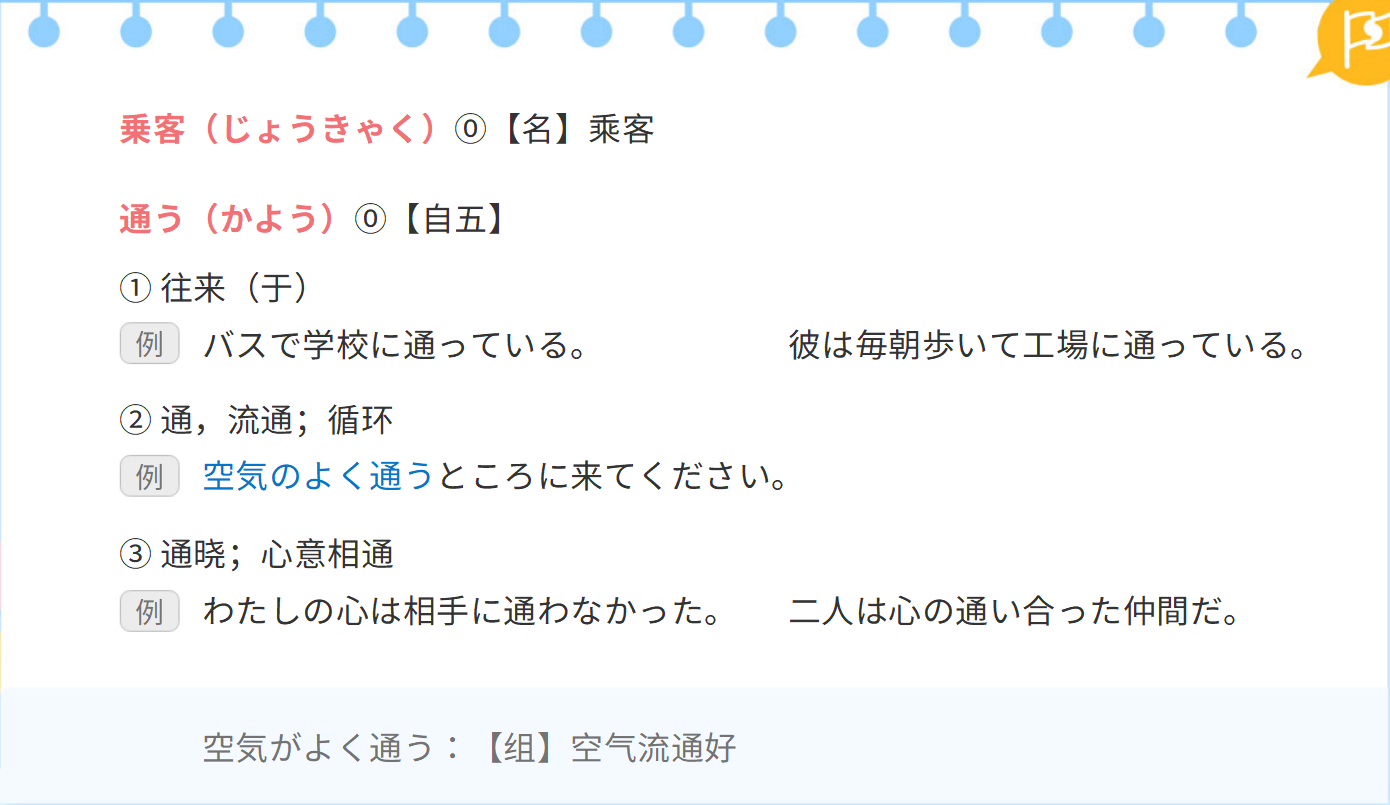 乗客（じょうきゃく）⓪【名】乘客
通う（かよう）⓪【自五】
① 往来（于）
例 バスで学校に通っている。 彼は毎朝歩いて工場に通っている。
② 通，流通；循环
例 空気のよく通うところに来てください。
③ 通晓；心意相通
例 わたしの心は相手に通わなかった。 二人は心の通い合った仲間だ。
空気がよく通う：【组】空气流通好